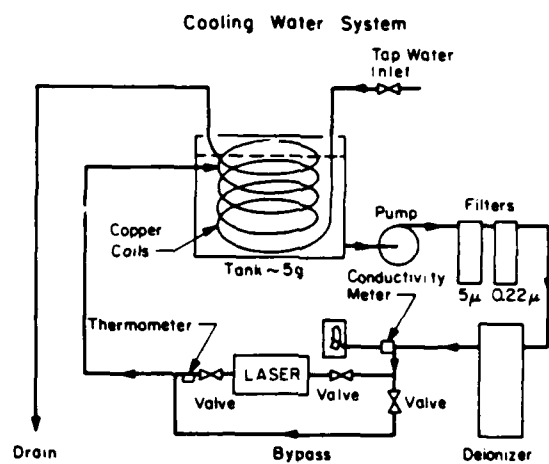 Cooling Water System
Tap Water
Inlet
Copper
Coils
Tank ~ 5g
Pump
Filters
5μ
0.22μ
Conductivity
Meter
Thermometer
LASER
Valve
Valve
Valve
Drain
Bypass
Deionizer